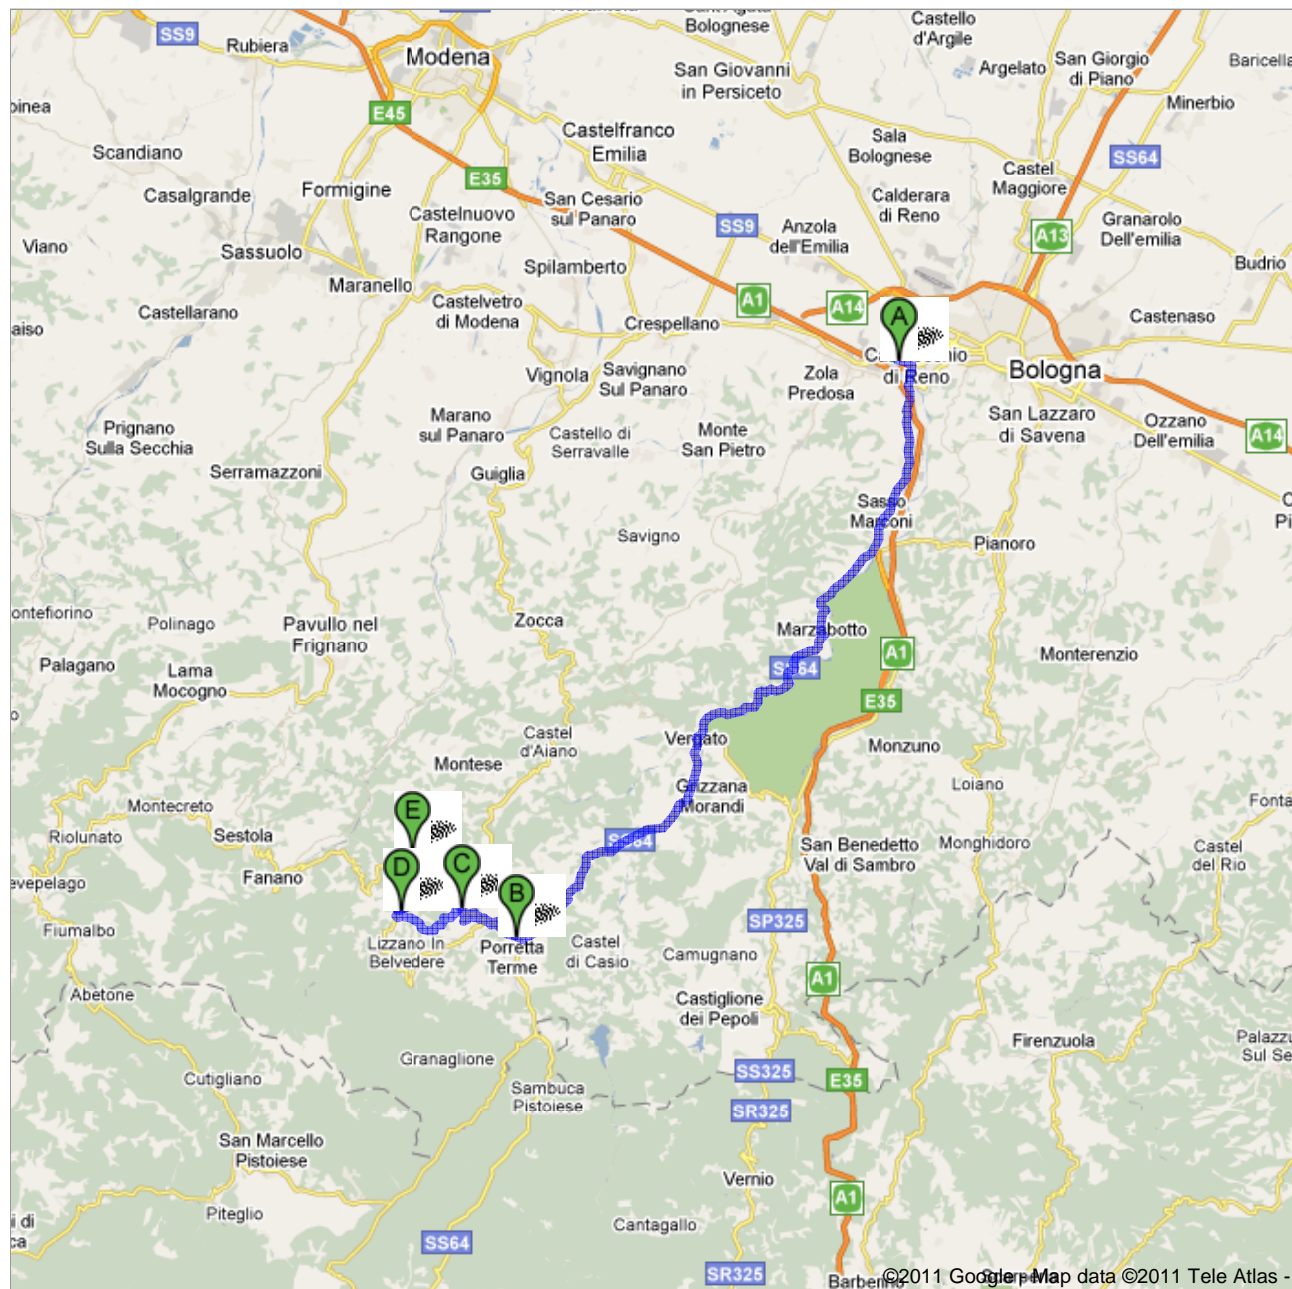 Castello
d'Argile
Bolognese
SS9
Rubiera
Modena
Argelato
San Giorgio
di Piano
Baricella
San Giovanni
in Persiceto
Minerbio
E45
Castelfranco
Emilia
Sala
Bolognese
SS64
Scandiano
Casalgrande
Formigine
E35
Castel
Maggiore
San Cesario
sul Panaro
Calderara
di Reno
Castelnuovo
Rangone
SS9
Anzola
dell'Emilia
A13
Granarolo
Dell'emilia
Viano
Sassuolo
Spilamberto
Budrio
Maranello
Castelvetro
di Modena
A1
A14
A
Castellarano
Crespellano
Castenaso
di Reno
Bologna
Vignola
Savignano
Sul Panaro
Zola
Predosa
Marano
sul Panaro
San Lazzaro
di Savena
Ozzano
Dell'emilia
A14
Prignano
Sulla Secchia
Castello di
Serravalle
Monte
San Pietro
Serramazzoni
Guiglia
Sasso
Marconi
Savigno
Pianoro
Polinago
Pavullo nel
Frignano
Zocca
Marzabotto
A1
Monterenzio
Palagano
Lama
Mocogno
SS64
E35
Castel
d'Aiano
Vergato
Monzuno
Montese
Grizzana
Morandi
Loiano
Montecreto
E
Riolunato
Sestola
SS64
San Benedetto
Val di Sambro
Monghidoro
Castel
del Rio
D
C
B
Fanano
Fiumalbo
Lizzano In
Belvedere
Porretta
Terme
Castel
di Casio
SP325
Camugnano
A1
Abetone
Castiglione
dei Pepoli
Firenzuola
Granaglione
Cutigliano
SS325
E35
Sambuca
Pistoiese
SR325
San Marcello
Pistoiese
Vernio
A1
Piteglio
Cantagallo
SS64
SR325
©2011 Google - Map data ©2011 Tele Atlas -